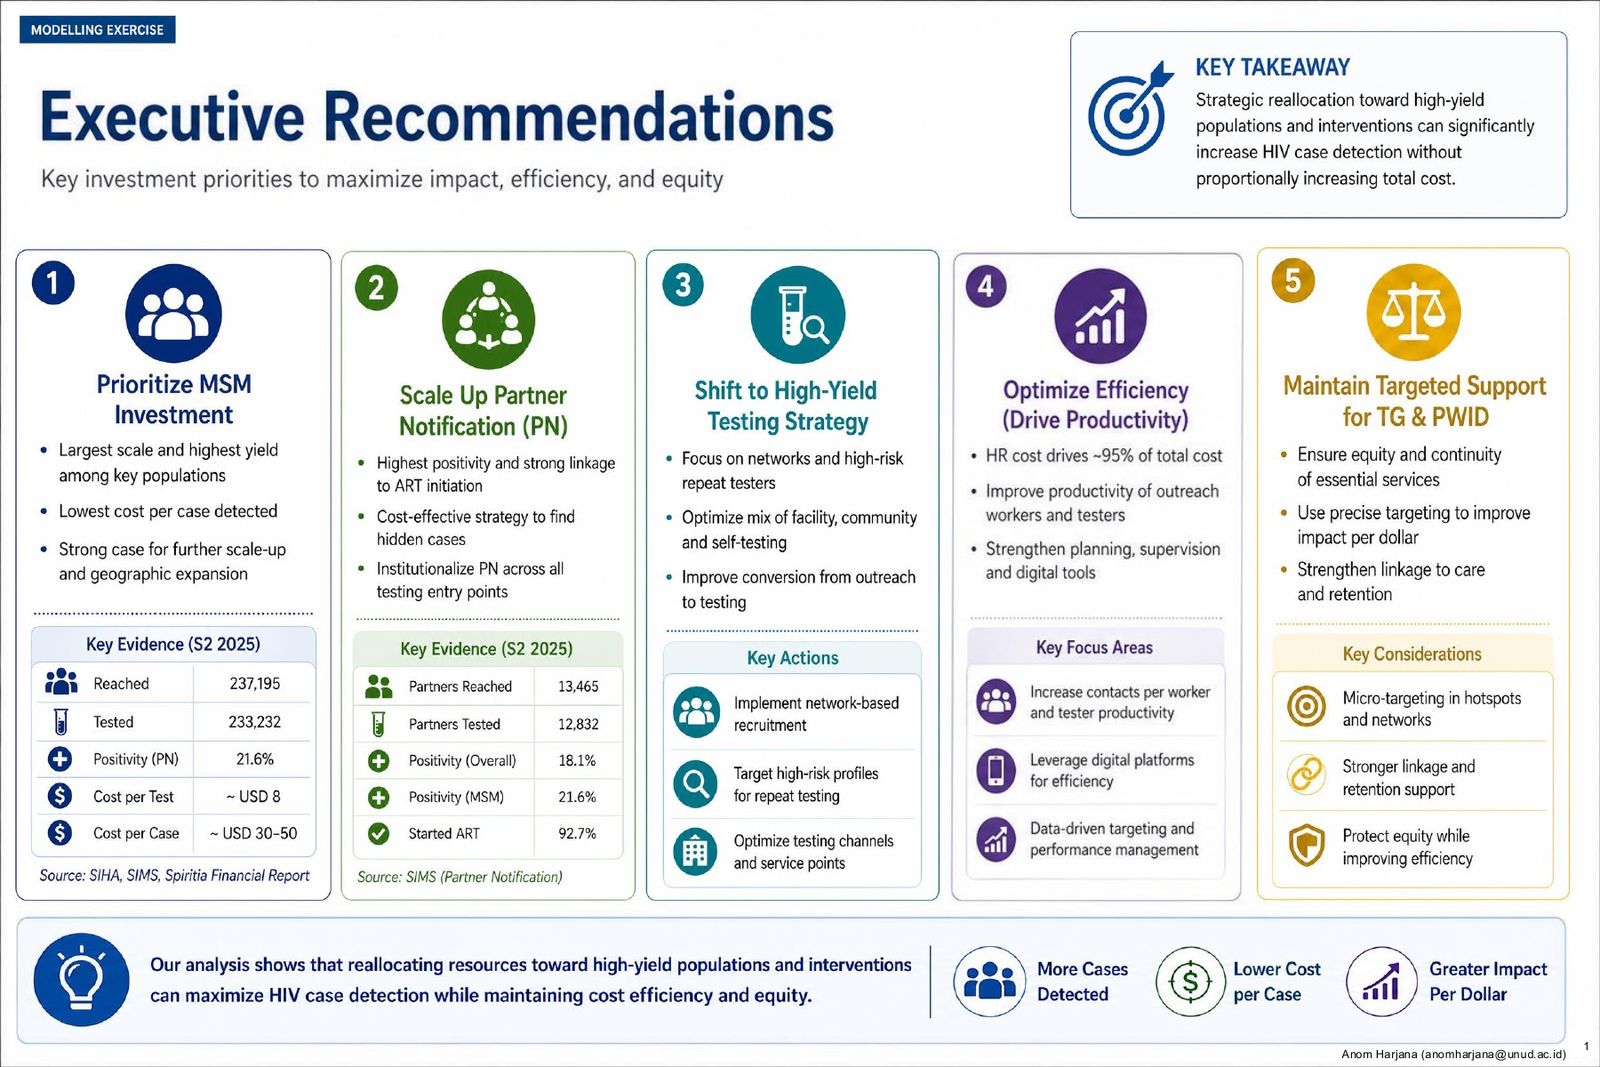 MODELLING EXERCISE
Executive Recommendations
Key investment priorities to maximize impact, efficiency, and equity
KEY TAKEAWAY
Strategic reallocation toward high-yield
populations and interventions can significantly
increase HIV case detection without
proportionally increasing total cost.
1
Prioritize MSM
Investment
• Largest scale and highest yield
among key populations
• Lowest cost per case detected
• Strong case for further scale-up
and geographic expansion
Key Evidence (S2 2025)
Reached 237,195
Tested 233,232
Positivity (PN) 21.6%
Cost per Test ~ USD 8
Cost per Case ~ USD 30–50
Source: SIHA, SIMS, Spiritia Financial Report
2
Scale Up Partner
Notification (PN)
• Highest positivity and strong linkage
to ART initiation
• Cost-effective strategy to find
hidden cases
• Institutionalize PN across all
testing entry points
Key Evidence (S2 2025)
Partners Reached 13,465
Partners Tested 12,832
Positivity (Overall) 18.1%
Positivity (MSM) 21.6%
Started ART 92.7%
Source: SIMS (Partner Notification)
3
Shift to High-Yield
Testing Strategy
• Focus on networks and high-risk
repeat testers
• Optimize mix of facility, community
and self-testing
• Improve conversion from outreach
to testing
Key Actions
Implement network-based
recruitment
Target high-risk profiles
for repeat testing
Optimize testing channels
and service points
4
Optimize Efficiency
(Drive Productivity)
• HR cost drives ~95% of total cost
• Improve productivity of outreach
workers and testers
• Strengthen planning, supervision
and digital tools
Key Focus Areas
Increase contacts per worker
and tester productivity
Leverage digital platforms
for efficiency
Data-driven targeting and
performance management
5
Maintain Targeted Support
for TG & PWID
• Ensure equity and continuity
of essential services
• Use precise targeting to improve
impact per dollar
• Strengthen linkage to care
and retention
Key Considerations
Micro-targeting in hotspots
and networks
Stronger linkage and
retention support
Protect equity while
improving efficiency
Our analysis shows that reallocating resources toward high-yield populations and interventions
can maximize HIV case detection while maintaining cost efficiency and equity.
More Cases
Detected
$
Lower Cost
per Case
Greater Impact
Per Dollar
1
Anom Harjana (anomharjana@unud.ac.id)